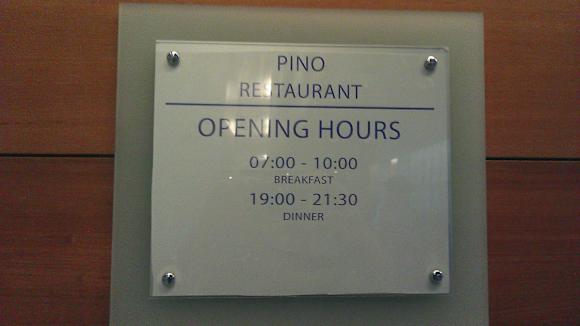 PINO
RESTAURANT
OPENING HOURS
07:00 - 10:00
BREAKFAST
19:00 - 21:30
DINNER